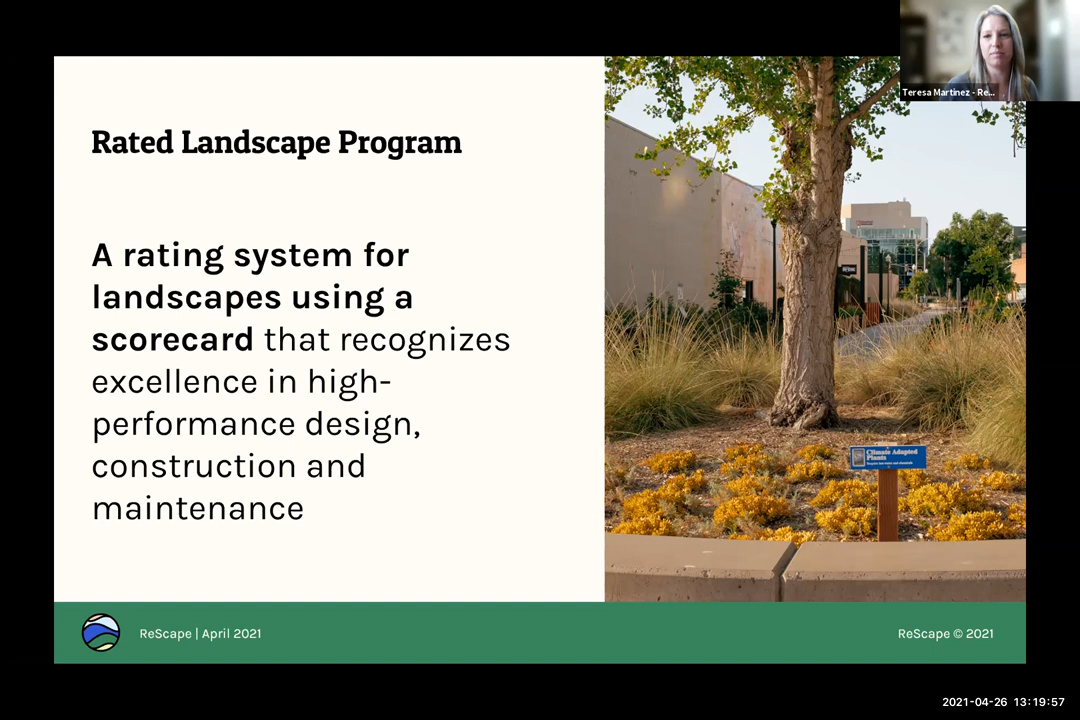 Teresa Martinez - Re...
Rated Landscape Program
A rating system for
landscapes using a
scorecard that recognizes
excellence in high-
performance design,
construction and
maintenance
Climate Adapted
Plants
ReScape | April 2021
ReScape © 2021
2021-04-26 13:19:57